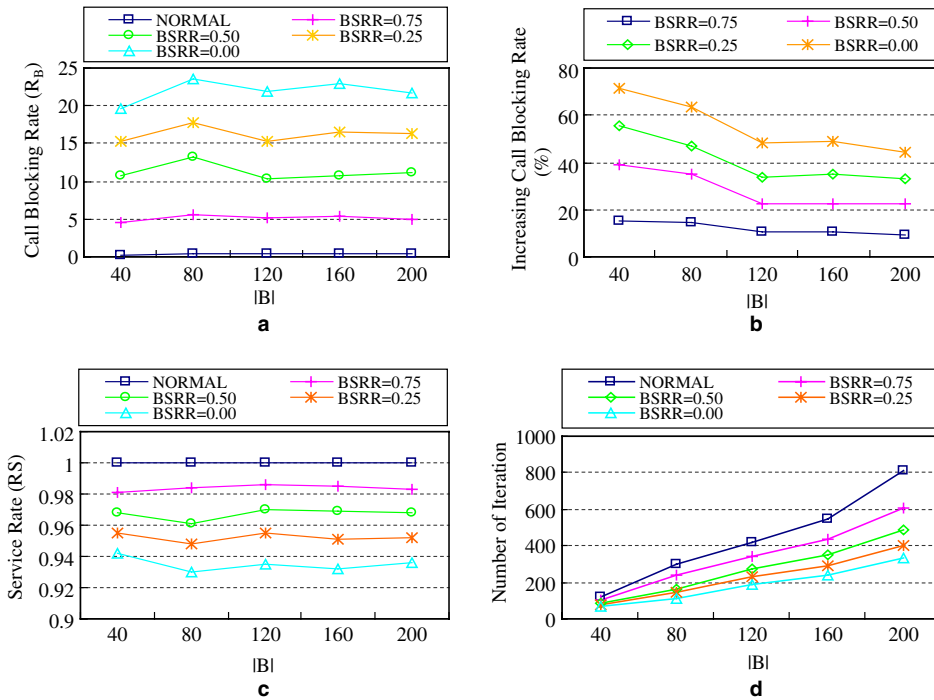 NORMAL
BSRR=0.75
BSRR=0.50
BSRR=0.25
BSRR=0.00
Call Blocking Rate (R_B)
25
20
15
10
5
0
40 80 120 160 200
|B|
a
BSRR=0.75
BSRR=0.50
BSRR=0.25
BSRR=0.00
Increasing Call Blocking Rate
(%)
80
60
40
20
0
40 80 120 160 200
|B|
b
NORMAL
BSRR=0.75
BSRR=0.50
BSRR=0.25
BSRR=0.00
Service Rate (RS)
1.02
1
0.98
0.96
0.94
0.92
0.9
40 80 120 160 200
|B|
c
NORMAL
BSRR=0.75
BSRR=0.50
BSRR=0.25
BSRR=0.00
Number of Iteration
1000
800
600
400
200
0
40 80 120 160 200
|B|
d